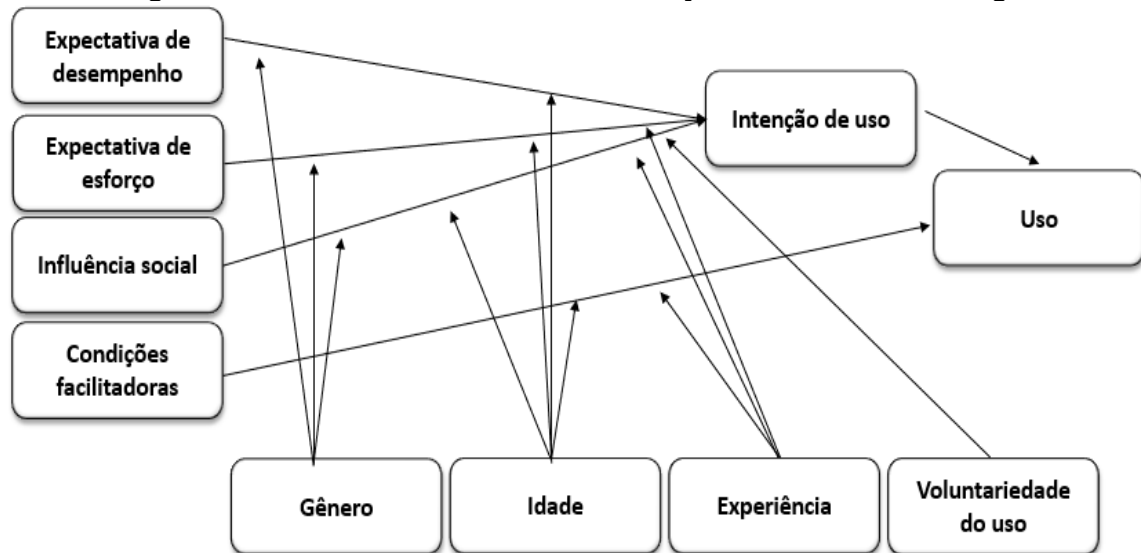 Expectativa de
desempenho
Expectativa de
esforço
Influência social
Condições
facilitadoras
Intenção de uso
Uso
Gênero
Idade
Experiência
Voluntariedade
do uso